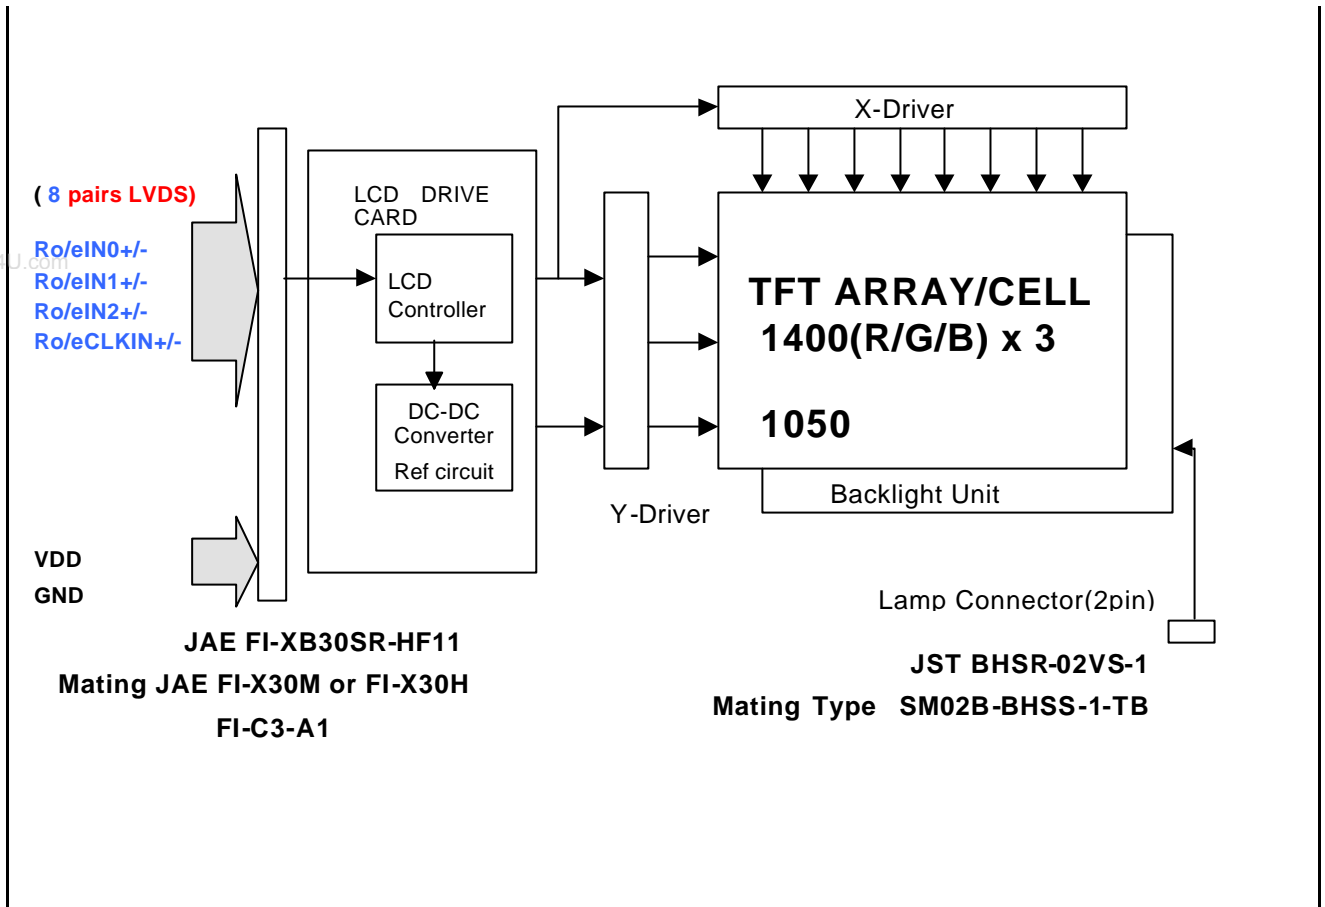 X-Driver
( 8 pairs LVDS)
LCD DRIVE
CARD
Ro/eIN0+/-
4U.com
Ro/eIN1+/-
Ro/eIN2+/-
Ro/eCLKIN+/-
LCD
Controller
TFT ARRAY/CELL
1400(R/G/B) x 3
1050
DC-DC
Converter
Ref circuit
Backlight Unit
Y-Driver
VDD
GND
Lamp Connector(2pin)
JAE FI-XB30SR-HF11
Mating JAE FI-X30M or FI-X30H
FI-C3-A1
JST BHSR-02VS-1
Mating Type SM02B-BHSS-1-TB